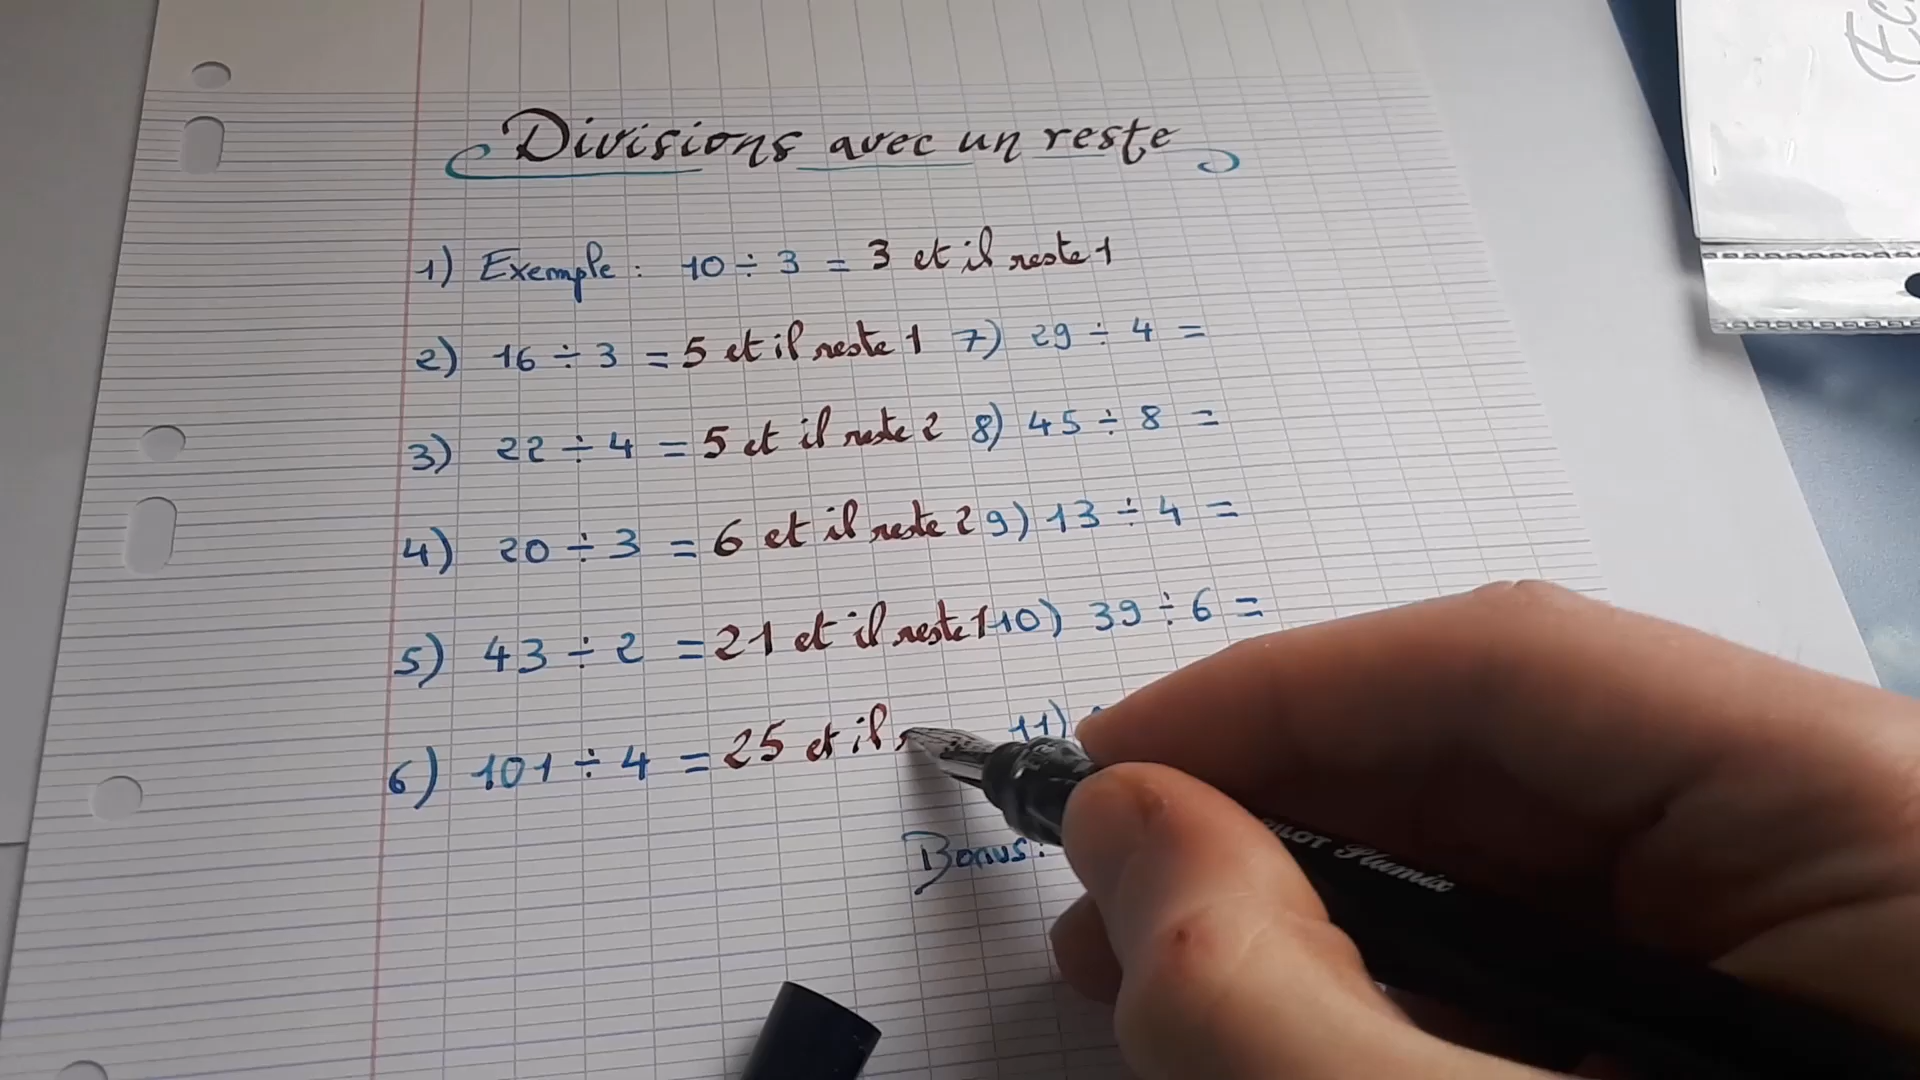 Divisions avec un reste
1) Exemple : 10 ÷ 3 = 3 et il reste 1
2) 16 ÷ 3 = 5 et il reste 1
3) 22 ÷ 4 = 5 et il reste 2
4) 20 ÷ 3 = 6 et il reste 2
5) 43 ÷ 2 = 21 et il reste 1
6) 101 ÷ 4 = 25 et il
7) 29 ÷ 4 =
8) 45 ÷ 8 =
9) 13 ÷ 4 =
10) 39 ÷ 6 =
11)
Bonus:
PILOT Plumix